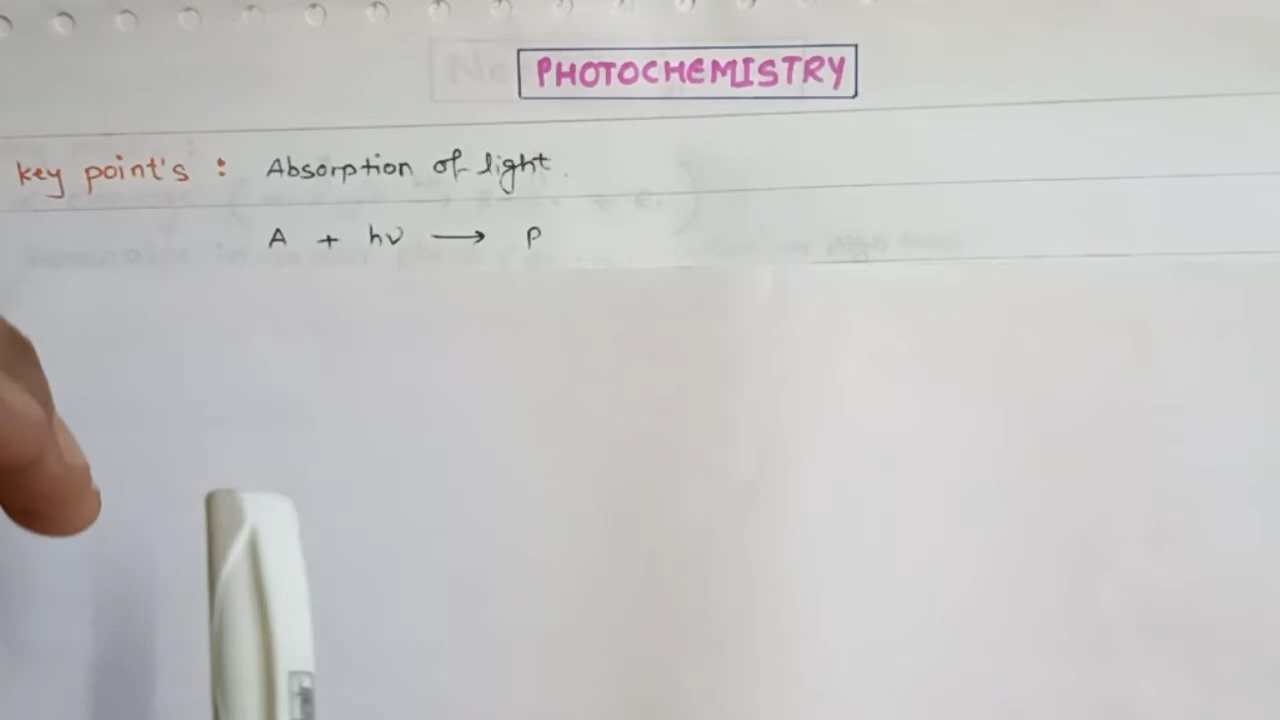 PHOTOCHEMISTRY
key point's : Absorption of light.
A + hν ⟶ P